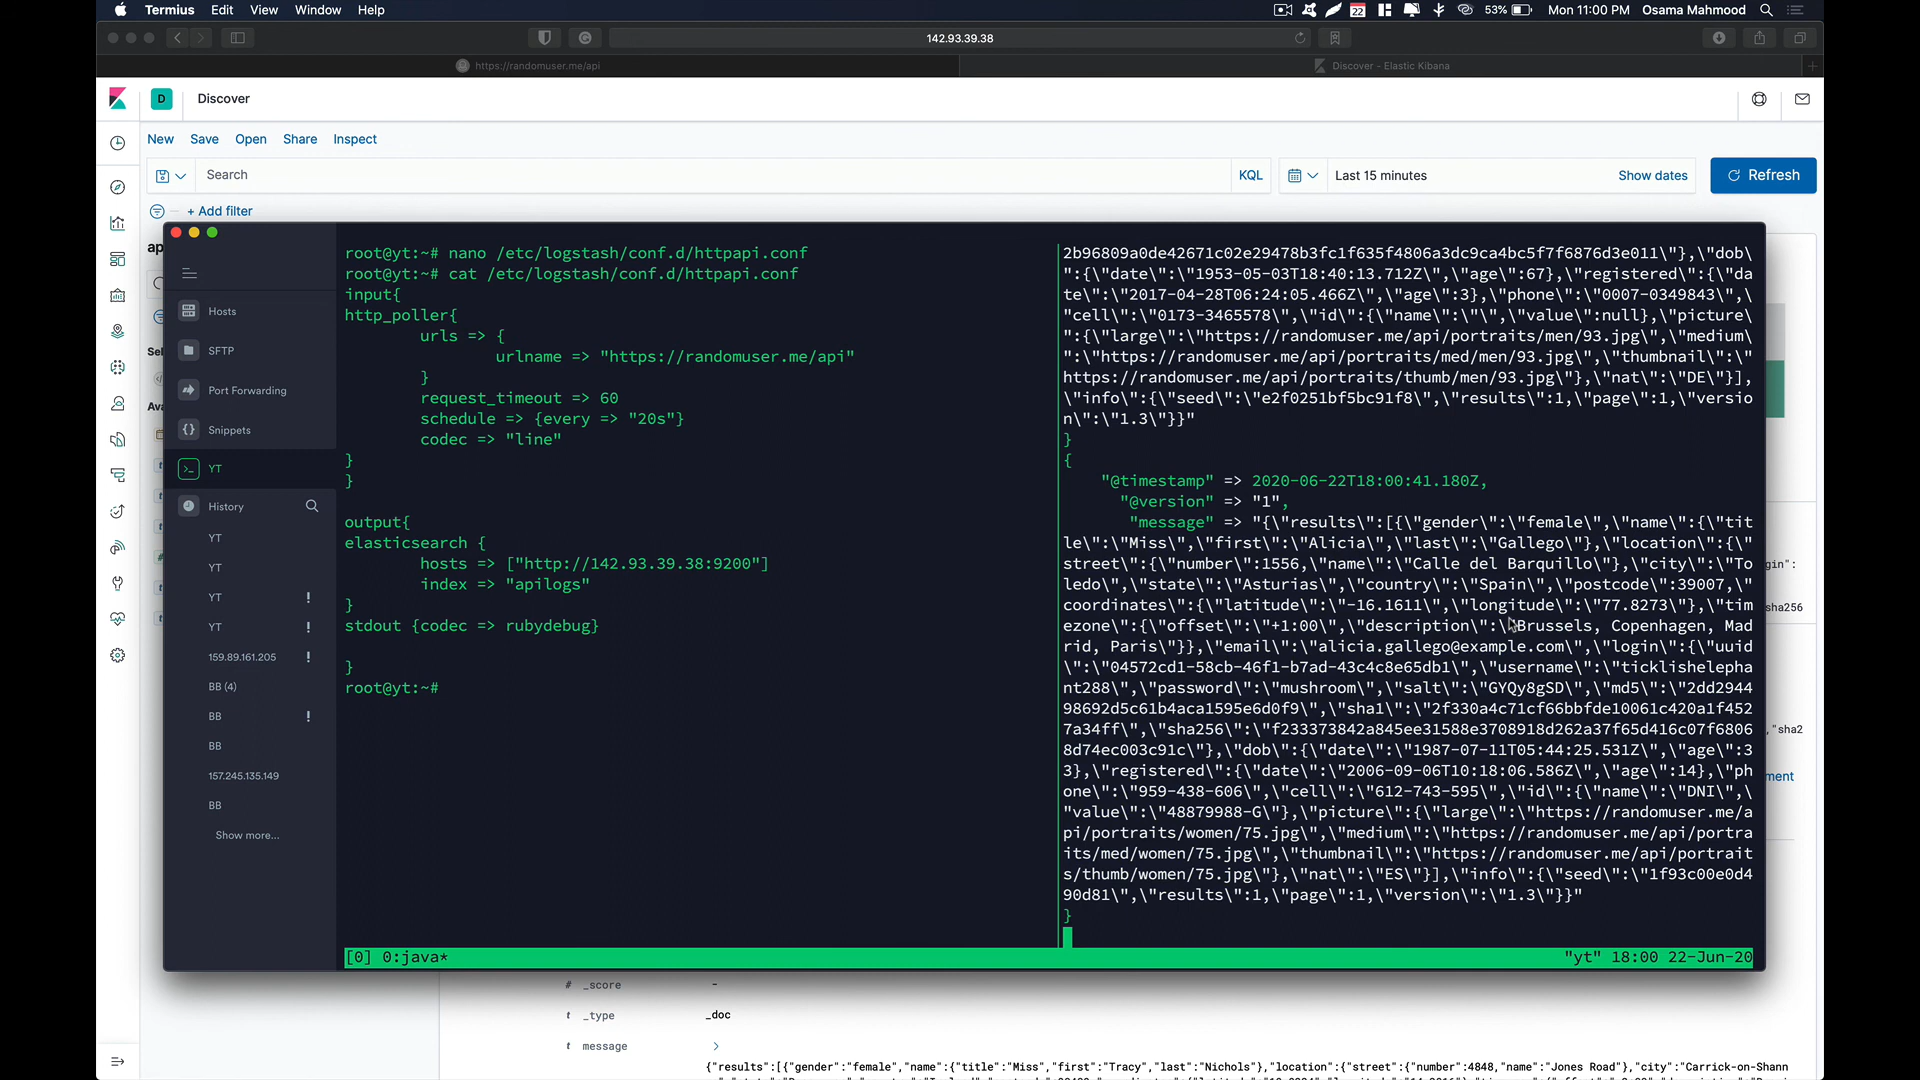 Termius Edit View Window Help
22 53% Mon 11:00 PM Osama Mahmood
142.93.39.38
https://randomuser.me/api
Discover - Elastic Kibana
D Discover
New Save Open Share Inspect
Search KQL Last 15 minutes Show dates Refresh
+ Add filter
ap
Sel
Ava
Hosts
SFTP
Port Forwarding
Snippets
YT
History
YT
YT
YT !
YT !
159.89.161.205 !
BB (4)
BB !
BB
157.245.135.149
BB
Show more...
root@yt:~# nano /etc/logstash/conf.d/httpapi.conf
root@yt:~# cat /etc/logstash/conf.d/httpapi.conf
input{
http_poller{
urls => {
urlname => "https://randomuser.me/api"
}
request_timeout => 60
schedule => {every => "20s"}
codec => "line"
}
}
output{
elasticsearch {
hosts => ["http://142.93.39.38:9200"]
index => "apilogs"
}
stdout {codec => rubydebug}
}
root@yt:~#
2b96809a0de42671c02e29478b3fc1f635f4806a3dc9ca4bc5f7f6876d3e011\"},\"dob\
":{\"date\":\"1953-05-03T18:40:13.712Z\",\"age\":67},\"registered\":{\"da
te\":\"2017-04-28T06:24:05.466Z\",\"age\":3},\"phone\":\"0007-0349843\",\
"cell\":\"0173-3465578\",\"id\":{\"name\":\"\",\"value\":null},\"picture\
":{\"large\":\"https://randomuser.me/api/portraits/men/93.jpg\",\"medium\
":\"https://randomuser.me/api/portraits/med/men/93.jpg\",\"thumbnail\":\"
https://randomuser.me/api/portraits/thumb/men/93.jpg\"},\"nat\":\"DE\"}],
\"info\":{\"seed\":\"e2f0251bf5bc91f8\",\"results\":1,\"page\":1,\"versio
n\":\"1.3\"}}"
}
{
"@timestamp" => 2020-06-22T18:00:41.180Z,
"@version" => "1",
"message" => "{\"results\":[{\"gender\":\"female\",\"name\":{\"tit
le\":\"Miss\",\"first\":\"Alicia\",\"last\":\"Gallego\"},\"location\":{\"
street\":{\"number\":1556,\"name\":\"Calle del Barquillo\"},\"city\":\"To
ledo\",\"state\":\"Asturias\",\"country\":\"Spain\",\"postcode\":39007,\"
coordinates\":{\"latitude\":\"-16.1611\",\"longitude\":\"77.8273\"},\"tim
ezone\":{\"offset\":\"+1:00\",\"description\":\"Brussels, Copenhagen, Mad
rid, Paris\"}},\"email\":\"alicia.gallego@example.com\",\"login\":{\"uuid
\":\"04572cd1-58cb-46f1-b7ad-43c4c8e65db1\",\"username\":\"ticklishelepha
nt288\",\"password\":\"mushroom\",\"salt\":\"GYQy8gSD\",\"md5\":\"2dd2944
98692d5c61b4aca1595e6d0f9\",\"sha1\":\"2f330a4c71cf66bbfde10061c420a1f452
7a34ff\",\"sha256\":\"f233373842a845ee31588e3708918d262a37f65d416c07f6806
8d74ec003c91c\"},\"dob\":{\"date\":\"1987-07-11T05:44:25.531Z\",\"age\":3
3},\"registered\":{\"date\":\"2006-09-06T10:18:06.586Z\",\"age\":14},\"ph
one\":\"959-438-606\",\"cell\":\"612-743-595\",\"id\":{\"name\":\"DNI\",\
"value\":\"48879988-G\"},\"picture\":{\"large\":\"https://randomuser.me/a
pi/portraits/women/75.jpg\",\"medium\":\"https://randomuser.me/api/portra
its/med/women/75.jpg\",\"thumbnail\":\"https://randomuser.me/api/portrait
s/thumb/women/75.jpg\"},\"nat\":\"ES\"}],\"info\":{\"seed\":\"1f93c00e0d4
90d81\",\"results\":1,\"page\":1,\"version\":\"1.3\"}}"
}
[0] 0:java* "yt" 18:00 22-Jun-20
gin":
sha256
,"sha2
ment
# _score -
t _type _doc
t message >
{"results":[{"gender":"female","name":{"title":"Miss","first":"Tracy","last":"Nichols"},"location":{"street":{"number":4848,"name":"Jones Road"},"city":"Carrick-on-Shann